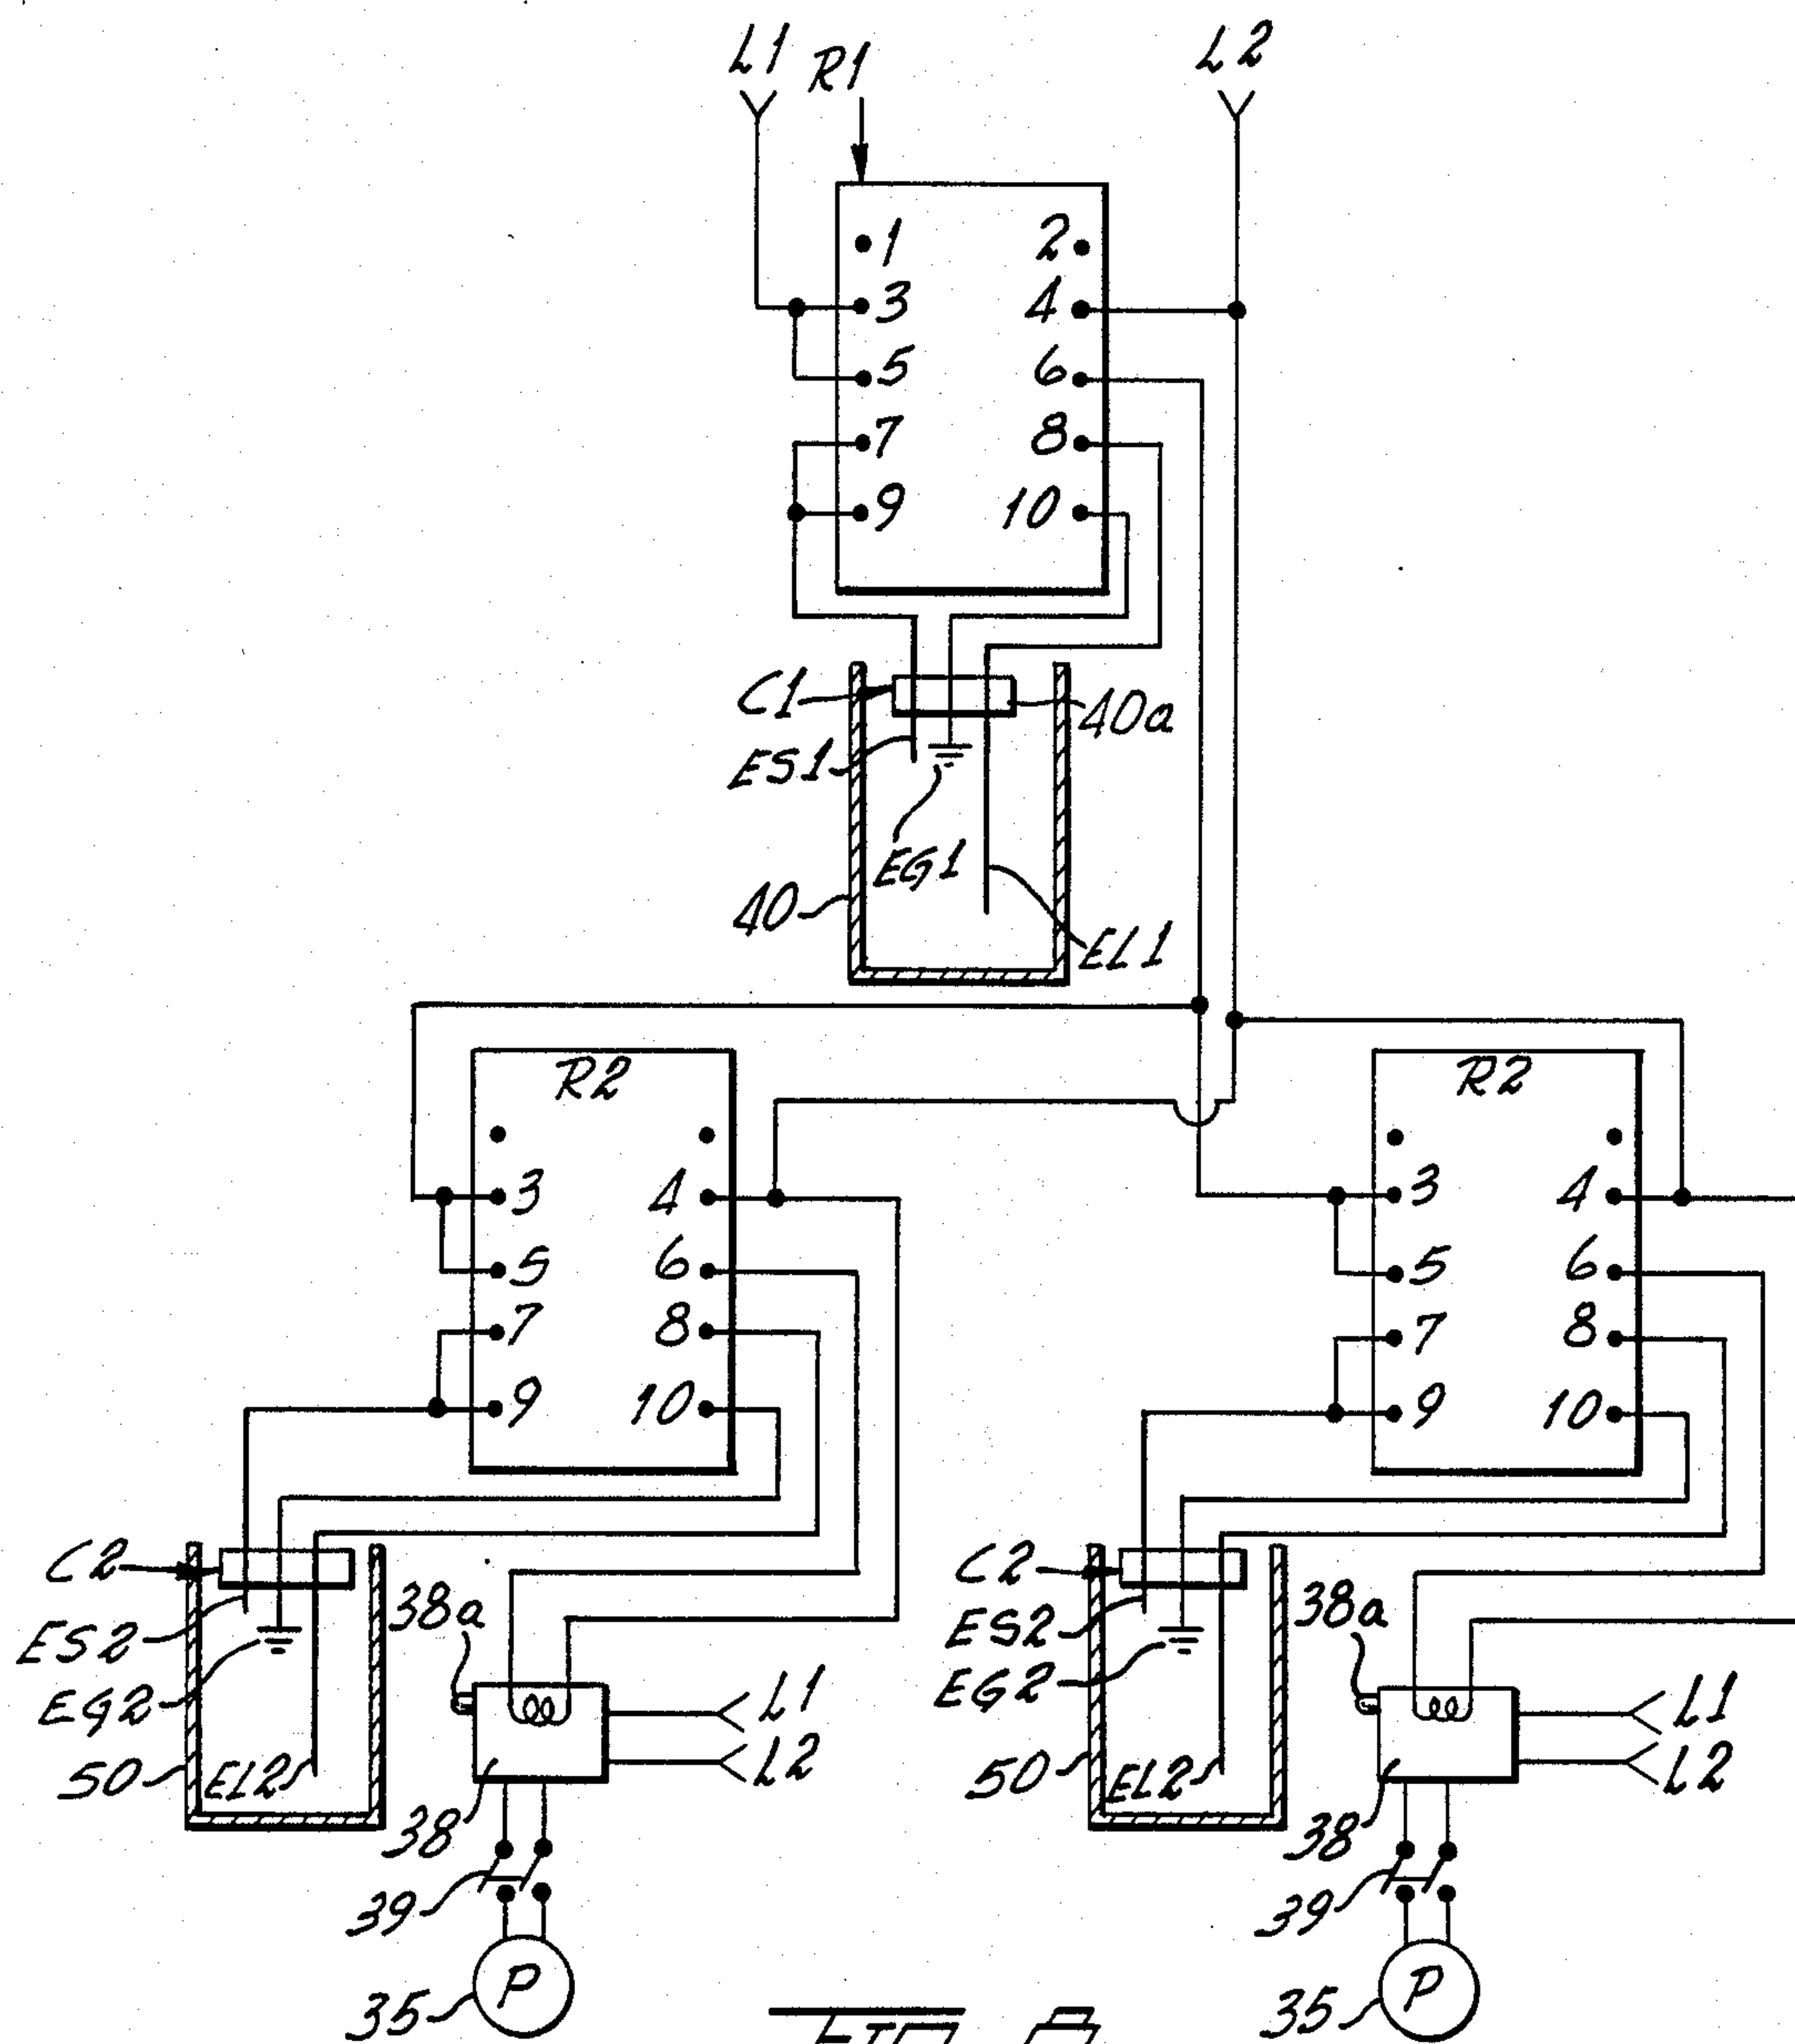 L1 R1 L2
1 2
3 4
5 6
7 8
9 10
C1 40a
ES1
EG1
40
EL1
R2 R2
3 4 3 4
5 6 5 6
7 8 7 8
9 10 9 10
C2 38a C2 38a
ES2 ES2
EG2 L1 EG2 L1
50 EL2 L2 50 EL2 L2
38 38
39 39
P P
35 35